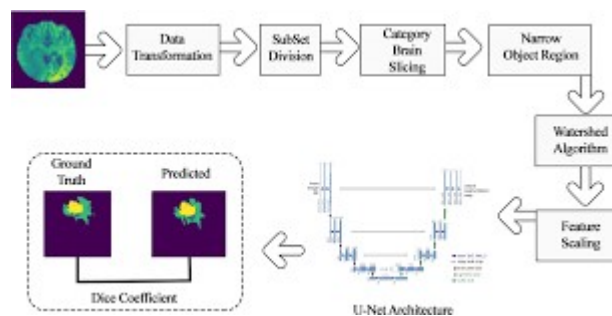 Data
Transformation
SubSet
Division
Category
Brain
Slicing
Narrow
Object Region
Watershed
Algorithm
Feature
Scaling
Ground
Truth
Predicted
Dice Coefficient
U-Net Architecture